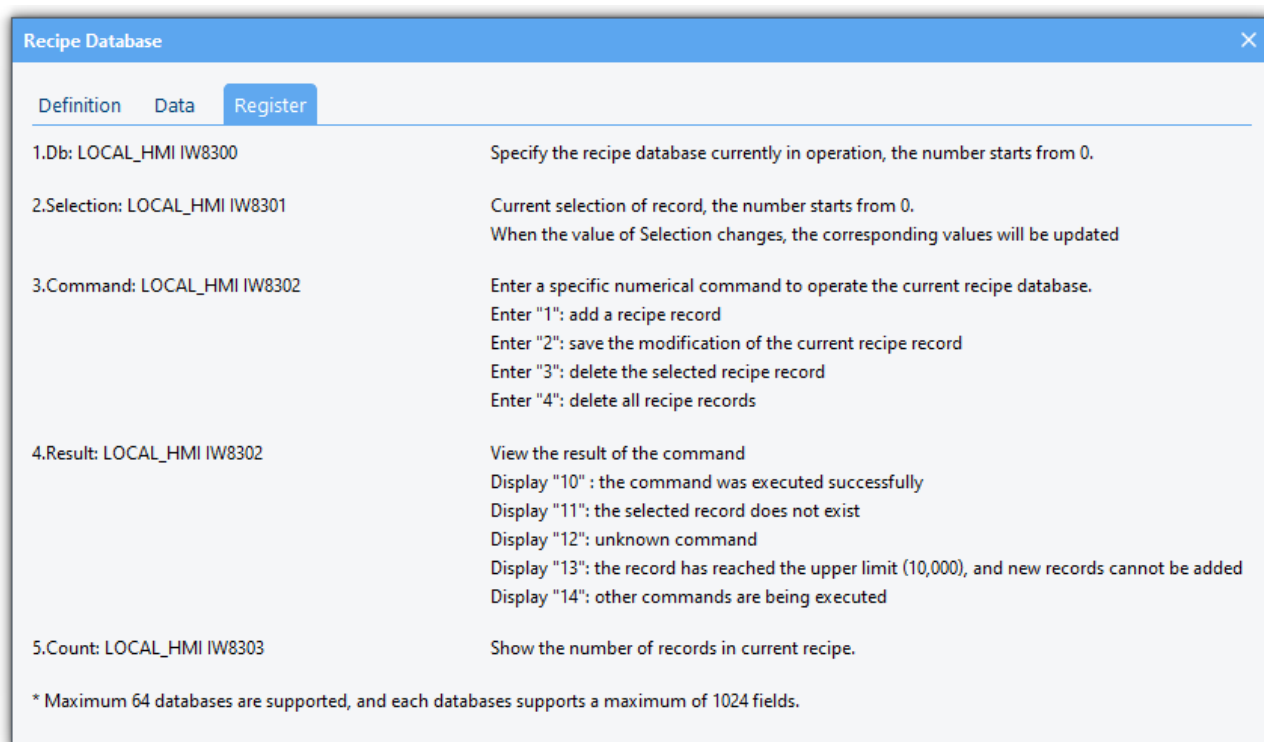 Recipe Database
Definition Data Register
1.Db: LOCAL_HMI IW8300 Specify the recipe database currently in operation, the number starts from 0.
2.Selection: LOCAL_HMI IW8301 Current selection of record, the number starts from 0.
When the value of Selection changes, the corresponding values will be updated
3.Command: LOCAL_HMI IW8302 Enter a specific numerical command to operate the current recipe database.
Enter "1": add a recipe record
Enter "2": save the modification of the current recipe record
Enter "3": delete the selected recipe record
Enter "4": delete all recipe records
4.Result: LOCAL_HMI IW8302 View the result of the command
Display "10" : the command was executed successfully
Display "11": the selected record does not exist
Display "12": unknown command
Display "13": the record has reached the upper limit (10,000), and new records cannot be added
Display "14": other commands are being executed
5.Count: LOCAL_HMI IW8303 Show the number of records in current recipe.
* Maximum 64 databases are supported, and each databases supports a maximum of 1024 fields.